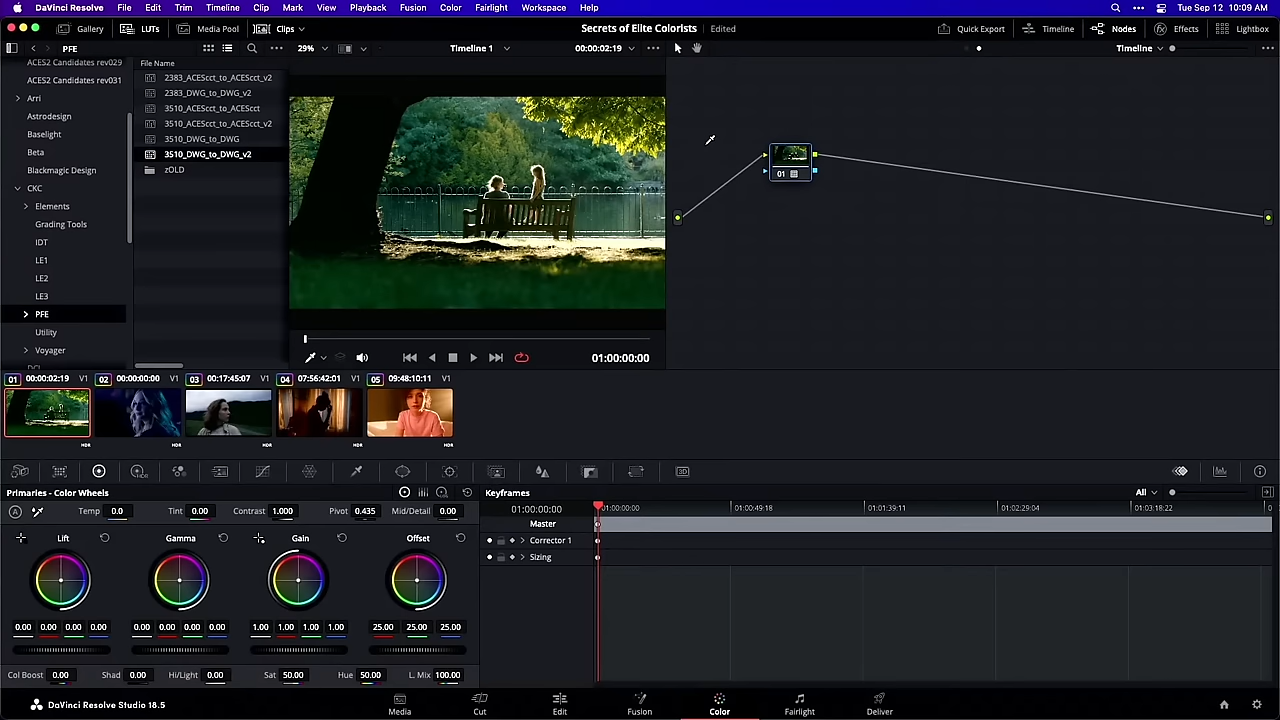 DaVinci Resolve File Edit Trim Timeline Clip Mark View Playback Fusion Color Fairlight Workspace Help Tue Sep 12 10:09 AM
Gallery LUTs Media Pool Clips Secrets of Elite Colorists Edited Quick Export Timeline Nodes Effects Lightbox
PFE 29% Timeline 1 00:00:02:19 Timeline
ACES2 Candidates rev029
ACES2 Candidates rev031
Arri
Astrodesign
Baselight
Beta
Blackmagic Design
CKC
Elements
Grading Tools
IDT
LE1
LE2
LE3
PFE
Utility
Voyager
File Name
2383_ACEScct_to_ACEScct_v2
2383_DWG_to_DWG_v2
3510_ACEScct_to_ACEScct
3510_ACEScct_to_ACEScct_v2
3510_DWG_to_DWG
3510_DWG_to_DWG_v2
zOLD
01
01:00:00:00
01 00:00:02:19 V1 02 00:00:00:00 V1 03 00:17:45:07 V1 04 07:56:42:01 V1 05 09:48:10:11 V1
HDR HDR HDR HDR HDR
Primaries - Color Wheels
Temp 0.0 Tint 0.00 Contrast 1.000 Pivot 0.435 Mid/Detail 0.00
Lift Gamma Gain Offset
0.00 0.00 0.00 0.00 0.00 0.00 0.00 0.00 1.00 1.00 1.00 1.00 25.00 25.00 25.00
Col Boost 0.00 Shad 0.00 Hi/Light 0.00 Sat 50.00 Hue 50.00 L. Mix 100.00
Keyframes All
01:00:00:00 01:00:00:00 01:00:49:18 01:01:39:11 01:02:29:04 01:03:18:22 0
Master
Corrector 1
Sizing
DaVinci Resolve Studio 18.5 Media Cut Edit Fusion Color Fairlight Deliver